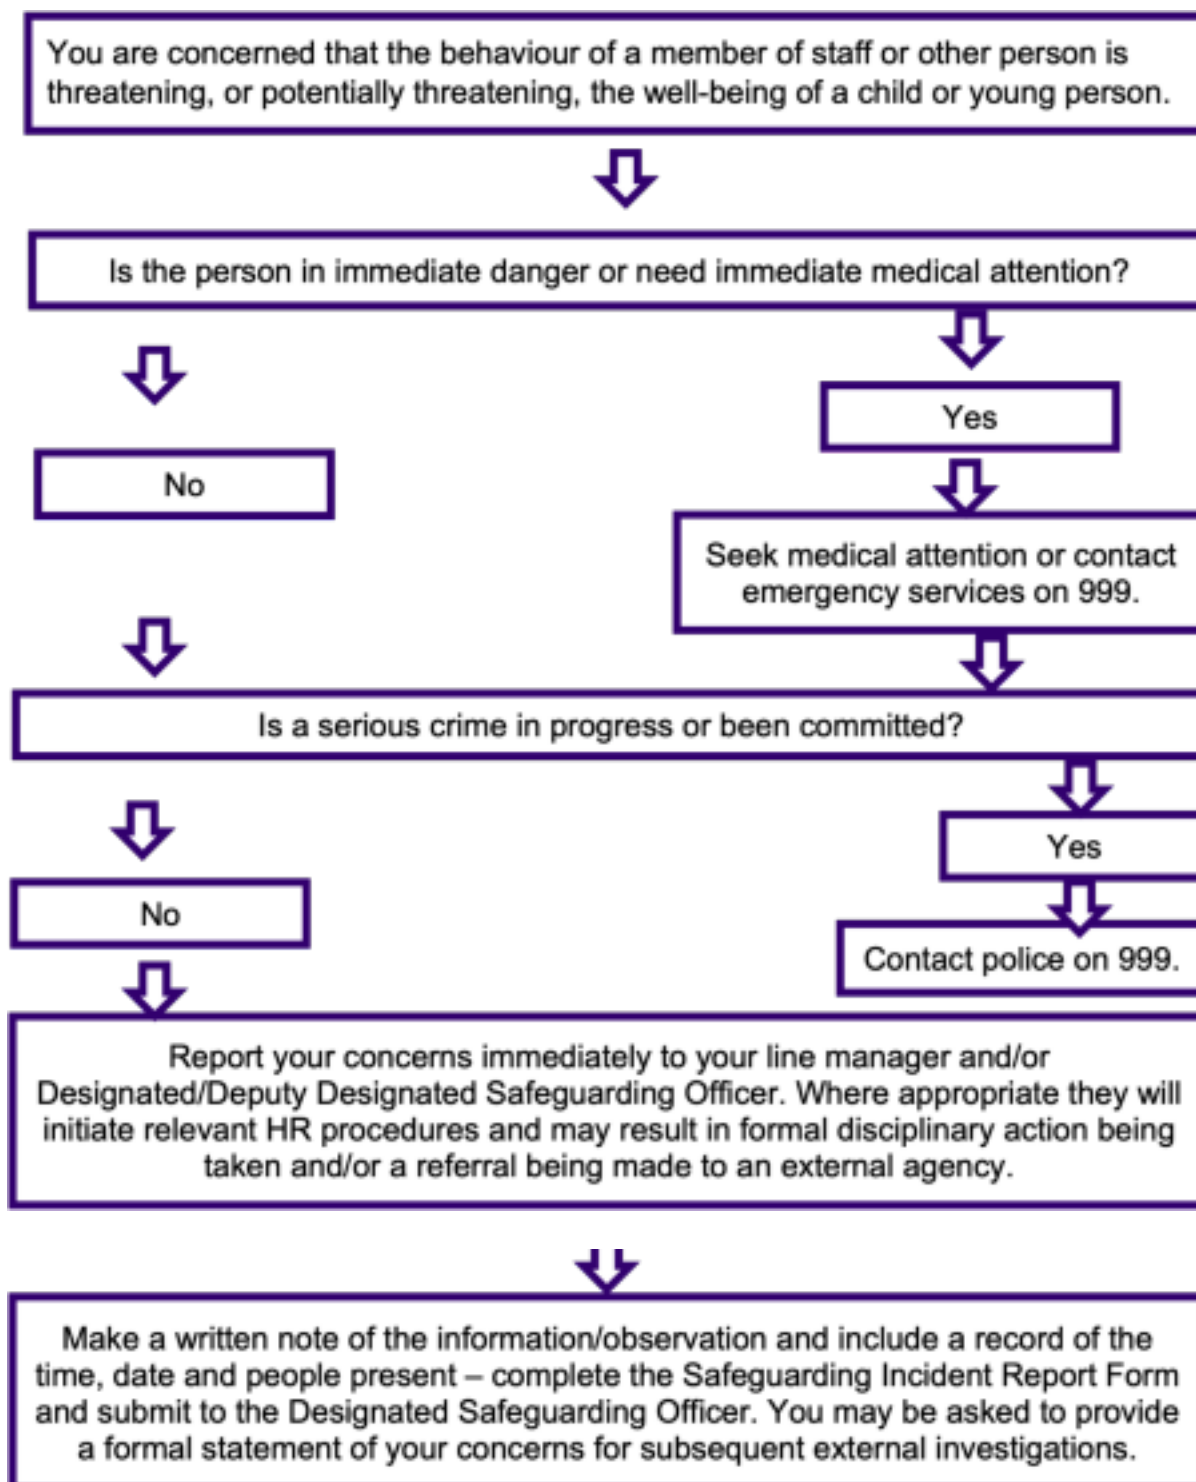 You are concerned that the behaviour of a member of staff or other person is
threatening, or potentially threatening, the well-being of a child or young person.
Is the person in immediate danger or need immediate medical attention?
Yes
No
Seek medical attention or contact
emergency services on 999.
Is a serious crime in progress or been committed?
Yes
No
Contact police on 999.
Report your concerns immediately to your line manager and/or
Designated/Deputy Designated Safeguarding Officer. Where appropriate they will
initiate relevant HR procedures and may result in formal disciplinary action being
taken and/or a referral being made to an external agency.
Make a written note of the information/observation and include a record of the
time, date and people present – complete the Safeguarding Incident Report Form
and submit to the Designated Safeguarding Officer. You may be asked to provide
a formal statement of your concerns for subsequent external investigations.